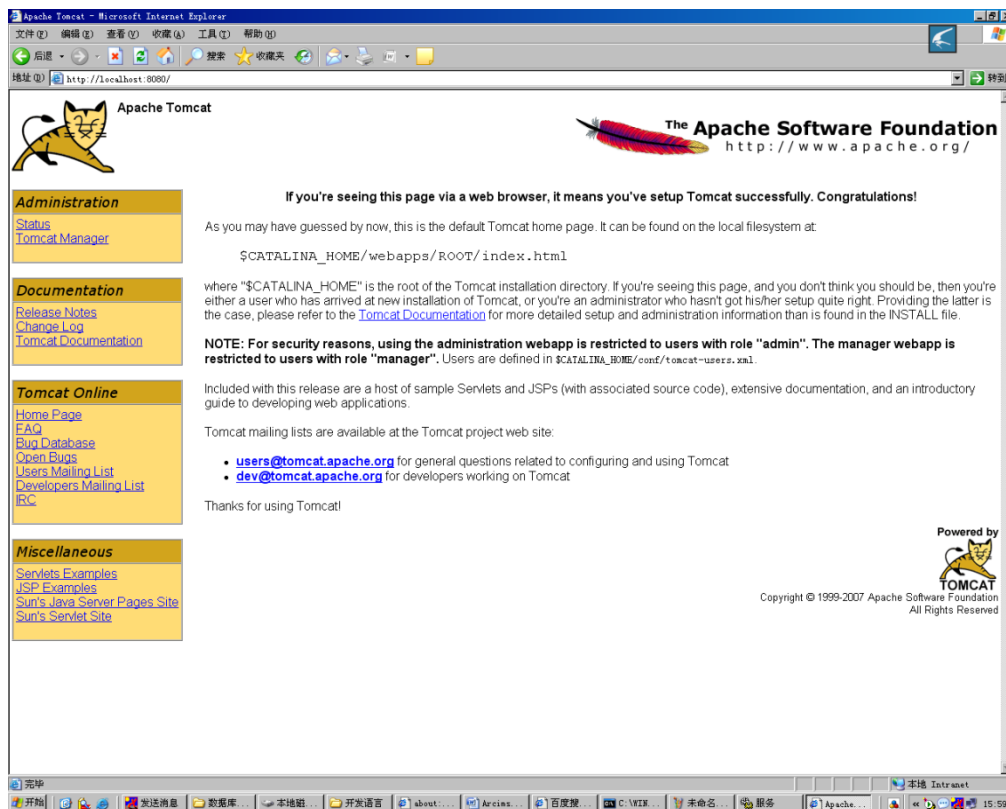 Apache Tomcat - Microsoft Internet Explorer
文件(F) 编辑(E) 查看(V) 收藏(A) 工具(T) 帮助(H)
后退 搜索 收藏夹
地址(D) http://localhost:8080/ 转到
Apache Tomcat
The Apache Software Foundation
http://www.apache.org/
Administration
Status
Tomcat Manager
Documentation
Release Notes
Change Log
Tomcat Documentation
Tomcat Online
Home Page
FAQ
Bug Database
Open Bugs
Users Mailing List
Developers Mailing List
IRC
Miscellaneous
Servlets Examples
JSP Examples
Sun's Java Server Pages Site
Sun's Servlet Site
If you're seeing this page via a web browser, it means you've setup Tomcat successfully. Congratulations!
As you may have guessed by now, this is the default Tomcat home page. It can be found on the local filesystem at:
$CATALINA_HOME/webapps/ROOT/index.html
where "$CATALINA_HOME" is the root of the Tomcat installation directory. If you're seeing this page, and you don't think you should be, then you're
either a user who has arrived at new installation of Tomcat, or you're an administrator who hasn't got his/her setup quite right. Providing the latter is
the case, please refer to the Tomcat Documentation for more detailed setup and administration information than is found in the INSTALL file.
NOTE: For security reasons, using the administration webapp is restricted to users with role "admin". The manager webapp is
restricted to users with role "manager". Users are defined in $CATALINA_HOME/conf/tomcat-users.xml.
Included with this release are a host of sample Servlets and JSPs (with associated source code), extensive documentation, and an introductory
guide to developing web applications.
Tomcat mailing lists are available at the Tomcat project web site:
• users@tomcat.apache.org for general questions related to configuring and using Tomcat
• dev@tomcat.apache.org for developers working on Tomcat
Thanks for using Tomcat!
Powered by
TOMCAT
Copyright © 1999-2007 Apache Software Foundation
All Rights Reserved
完毕 本地 Intranet
开始 发送消息 数据库... 本地磁... 开发语言 about:... Arcims... 百度搜... C:\WIN... 未命名... 服务 Apache...